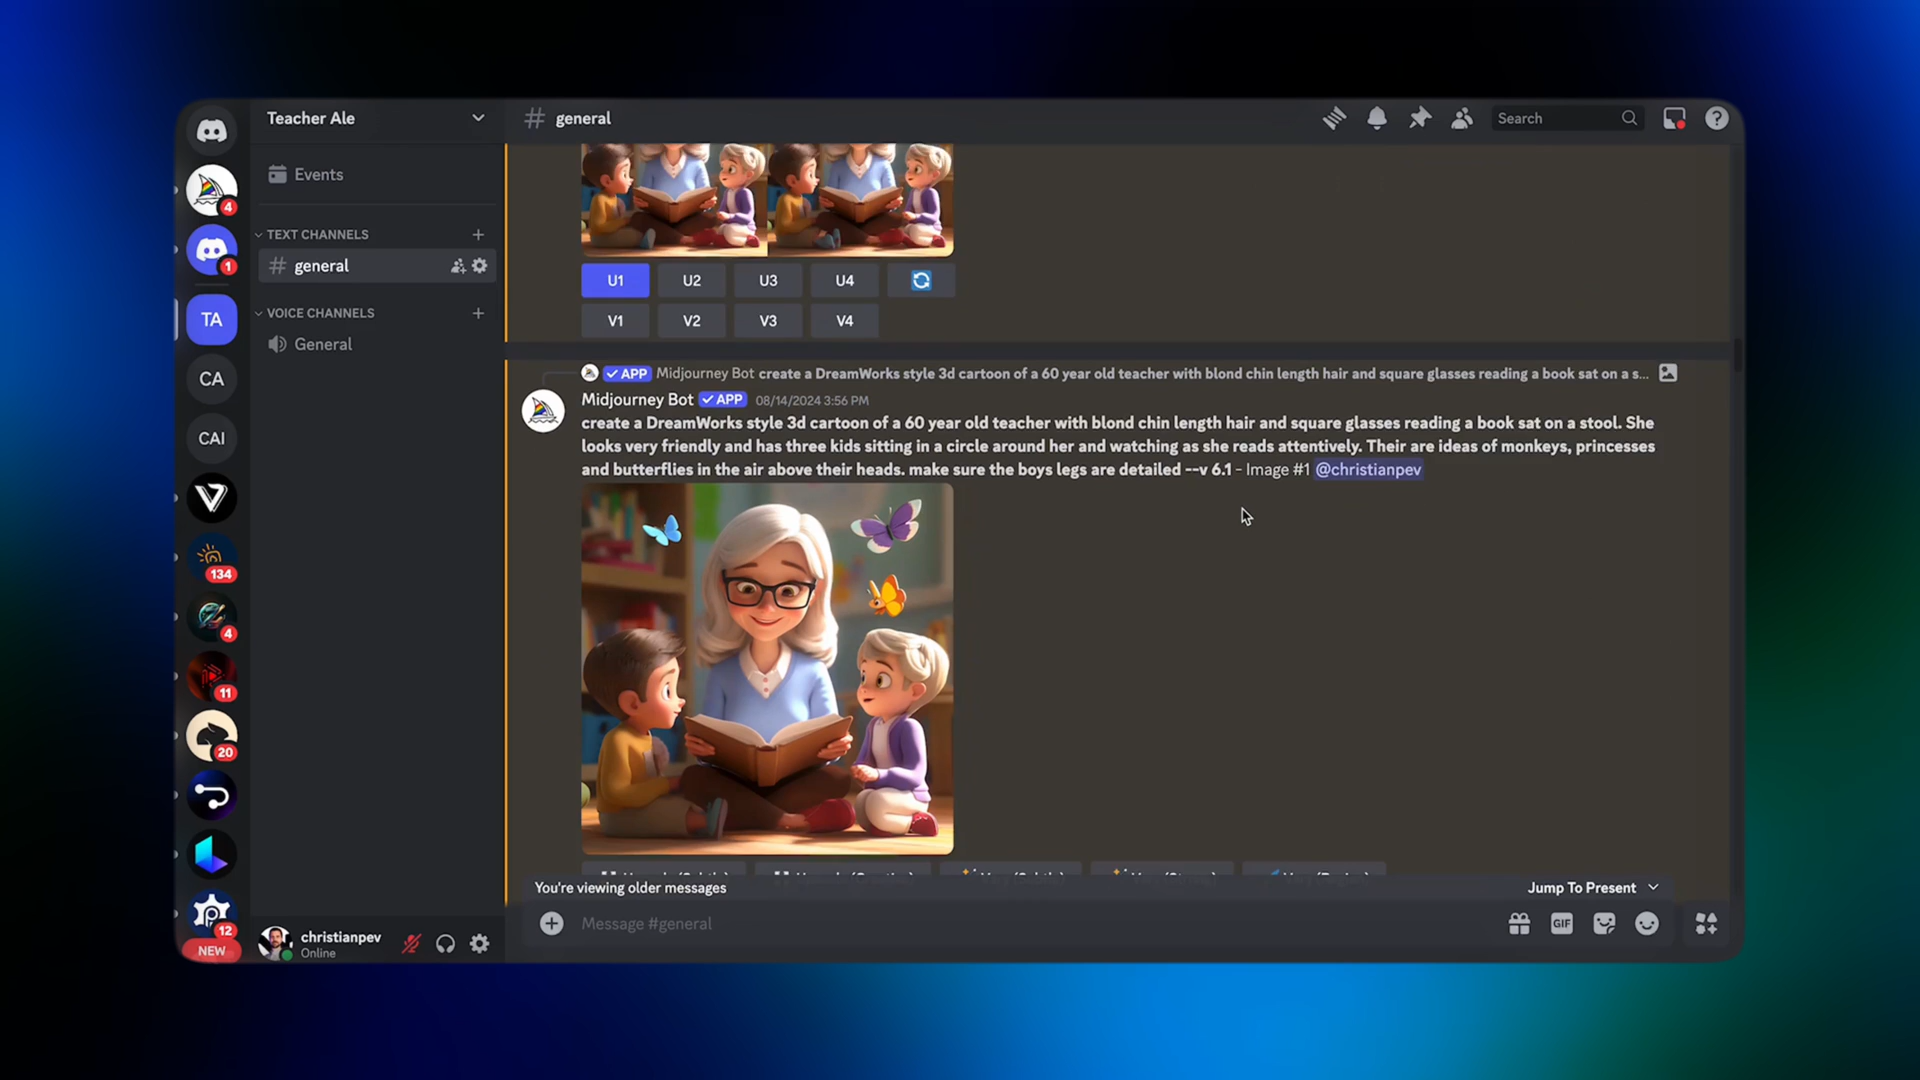 Teacher Ale
general
Search
Events
TEXT CHANNELS
general
VOICE CHANNELS
General
4
1
TA
CA
CAI
134
4
11
20
12
NEW
U1 U2 U3 U4
V1 V2 V3 V4
APP Midjourney Bot create a DreamWorks style 3d cartoon of a 60 year old teacher with blond chin length hair and square glasses reading a book sat on a s...
Midjourney Bot APP 08/14/2024 3:56 PM
create a DreamWorks style 3d cartoon of a 60 year old teacher with blond chin length hair and square glasses reading a book sat on a stool. She
looks very friendly and has three kids sitting in a circle around her and watching as she reads attentively. Their are ideas of monkeys, princesses
and butterflies in the air above their heads. make sure the boys legs are detailed --v 6.1 - Image #1 @christianpev
You're viewing older messages
Jump To Present
Message #general
GIF
christianpev
Online